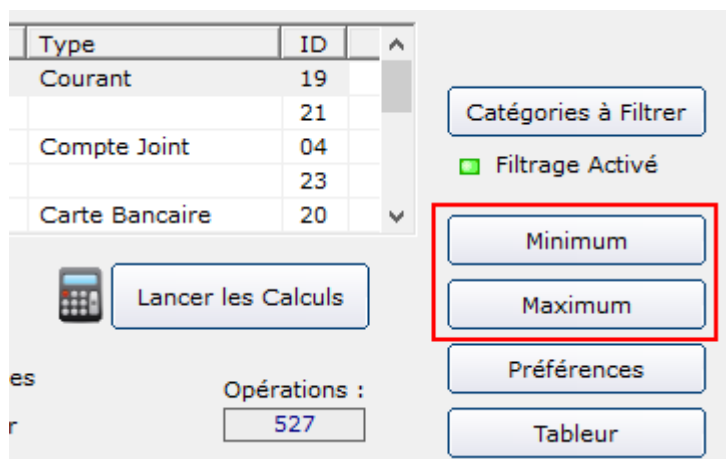 Type ID
Courant 19
21
Compte Joint 04
23
Carte Bancaire 20
Catégories à Filtrer
Filtrage Activé
Minimum
Maximum
Lancer les Calculs
Préférences
es
Opérations :
r
527
Tableur